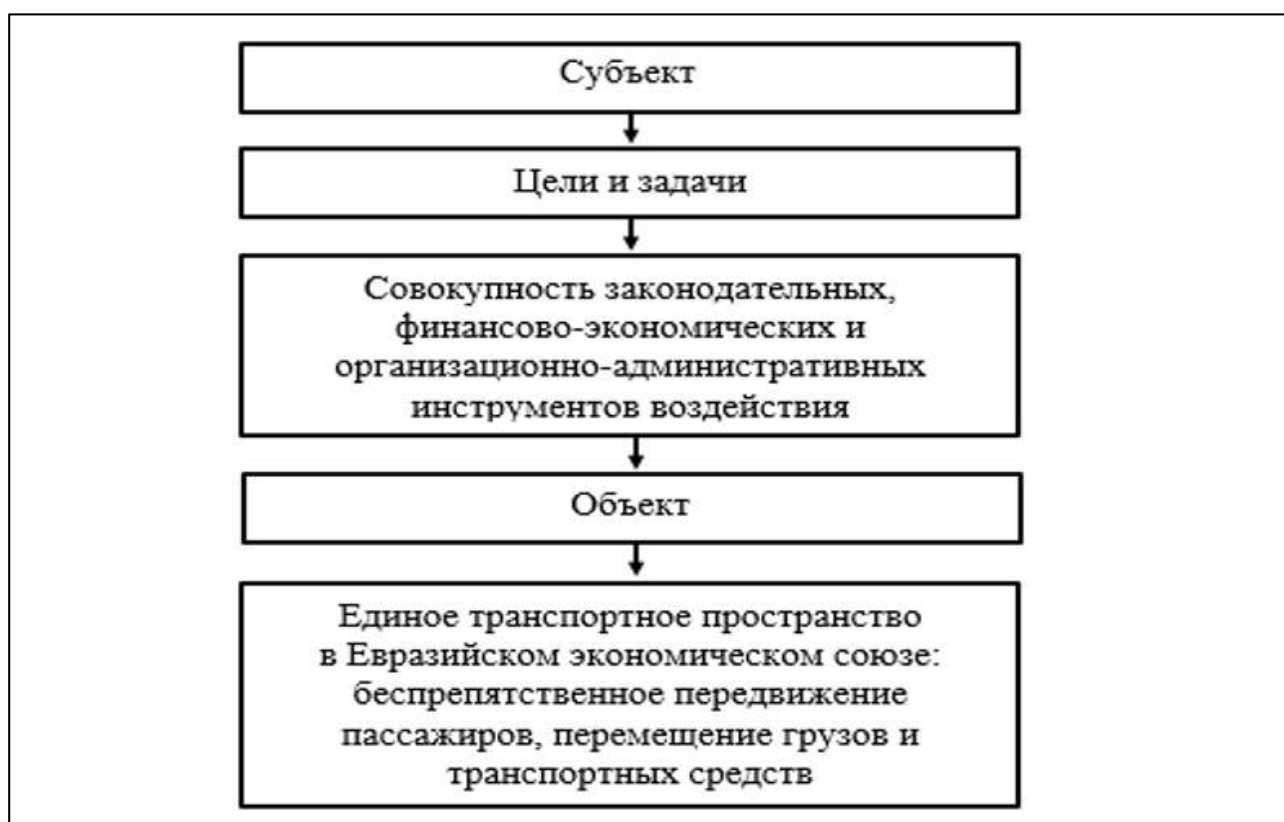 Субъект
Цели и задачи
Совокупность законодательных,
финансово-экономических и
организационно-административных
инструментов воздействия
Объект
Единое транспортное пространство
в Евразийском экономическом союзе:
беспрепятственное передвижение
пассажиров, перемещение грузов и
транспортных средств